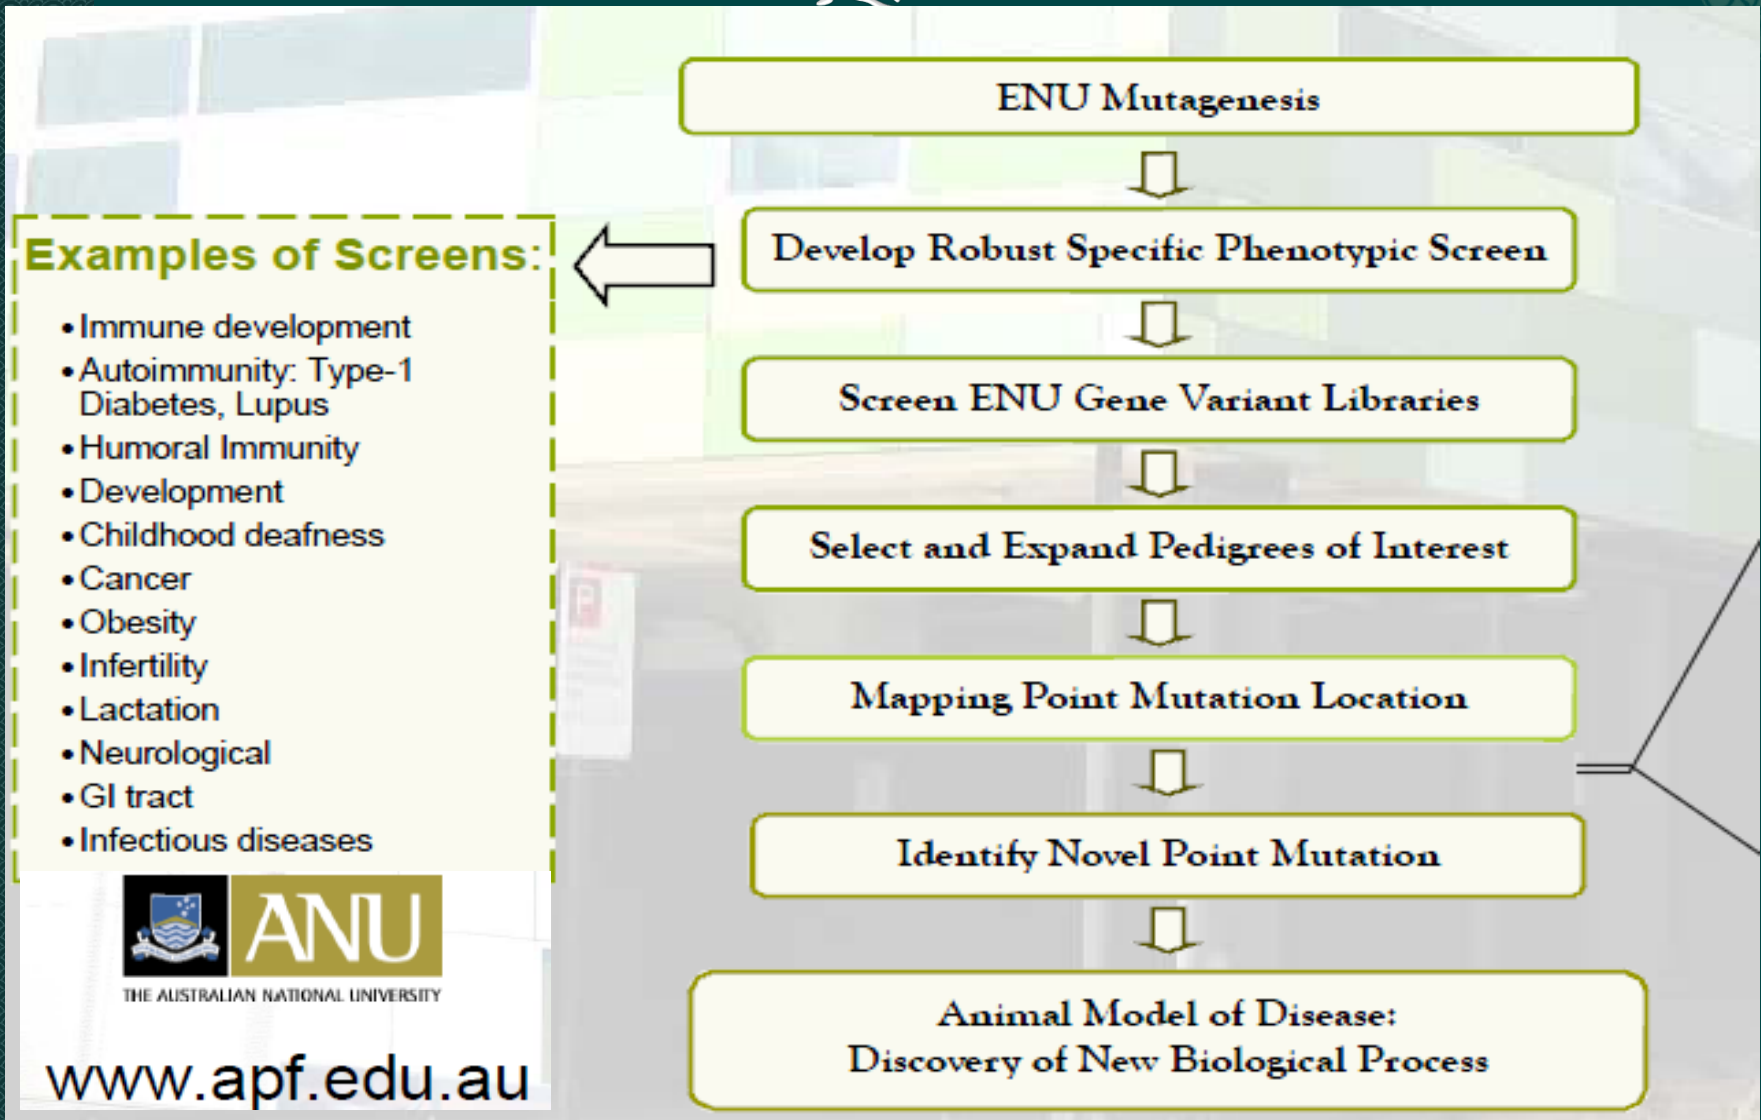 ENU Mutagenesis
Develop Robust Specific Phenotypic Screen
Screen ENU Gene Variant Libraries
Select and Expand Pedigrees of Interest
Mapping Point Mutation Location
Identify Novel Point Mutation
Animal Model of Disease:
Discovery of New Biological Process
Examples of Screens:
• Immune development
• Autoimmunity: Type-1
Diabetes, Lupus
• Humoral Immunity
• Development
• Childhood deafness
• Cancer
• Obesity
• Infertility
• Lactation
• Neurological
• GI tract
• Infectious diseases
ANU
THE AUSTRALIAN NATIONAL UNIVERSITY
www.apf.edu.au